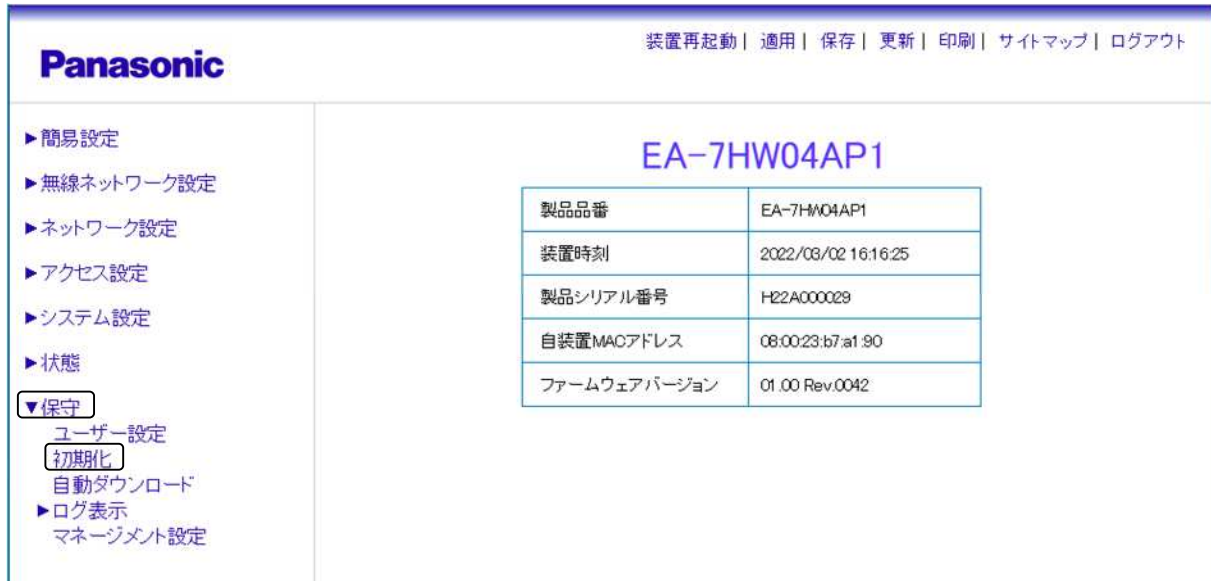 Panasonic
装置再起動| 適用| 保存| 更新| 印刷| サイトマップ| ログアウト
►簡易設定
►無線ネットワーク設定
►ネットワーク設定
►アクセス設定
►システム設定
►状態
▼保守
ユーザー設定
初期化
自動ダウンロード
►ログ表示
マネージメント設定
EA-7HW04AP1
製品品番 EA-7HW04AP1
装置時刻 2022/03/02 16:16:25
製品シリアル番号 H22A000029
自装置MACアドレス 08:00:23:b7:a1:90
ファームウェアバージョン 01.00 Rev.0042